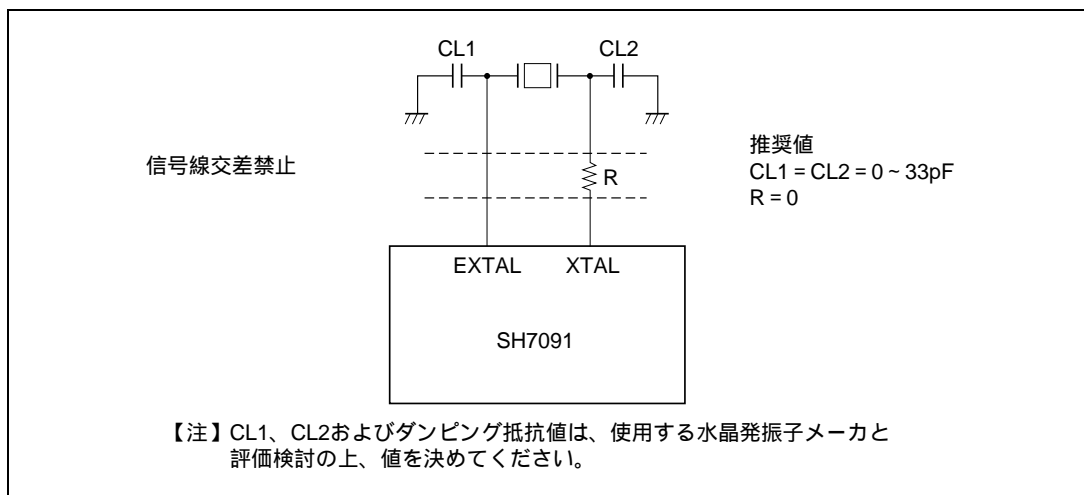 CL1 CL2
信号線交差禁止
R
推奨値
CL1 = CL2 = 0 ~ 33pF
R = 0
EXTAL XTAL
SH7091
【注】CL1、CL2およびダンピング抵抗値は、使用する水晶発振子メーカと
評価検討の上、値を決めてください。